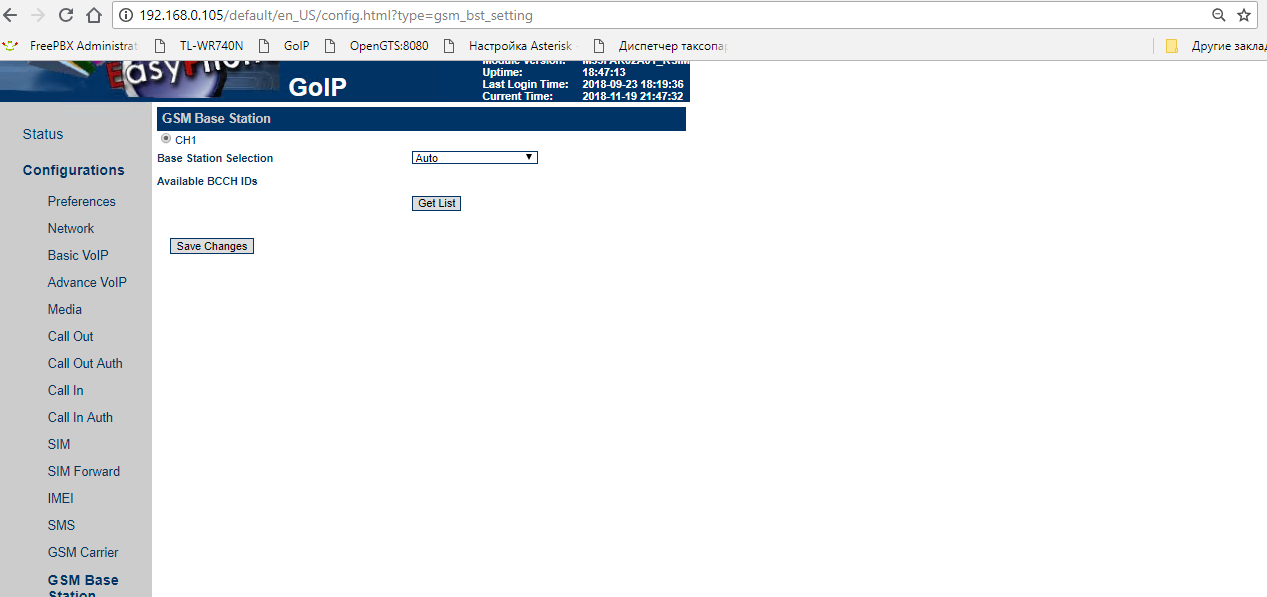 192.168.0.105/default/en_US/config.html?type=gsm_bst_setting
FreePBX Administrat TL-WR740N GoIP OpenGTS:8080 Настройка Asterisk Диспетчер таксопар Другие заклад
GoIP
Uptime: 18:47:13
Last Login Time: 2018-09-23 18:19:36
Current Time: 2018-11-19 21:47:32
GSM Base Station
CH1
Base Station Selection Auto
Available BCCH IDs
Get List
Save Changes
Status
Configurations
Preferences
Network
Basic VoIP
Advance VoIP
Media
Call Out
Call Out Auth
Call In
Call In Auth
SIM
SIM Forward
IMEI
SMS
GSM Carrier
GSM Base
Station